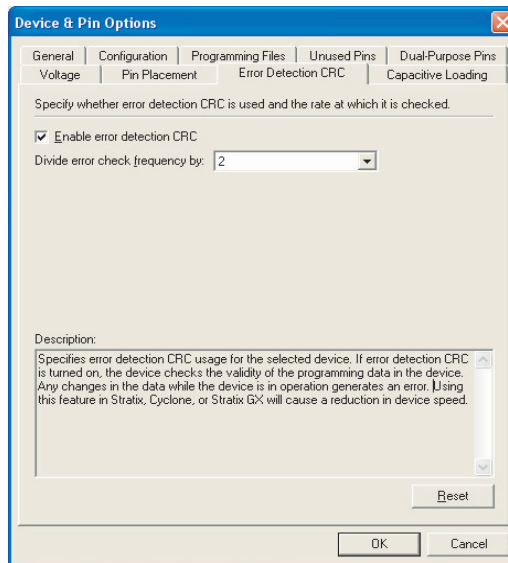 Device & Pin Options
General Configuration Programming Files Unused Pins Dual-Purpose Pins
Voltage Pin Placement Error Detection CRC Capacitive Loading
Specify whether error detection CRC is used and the rate at which it is checked.
Enable error detection CRC
Divide error check frequency by: 2
Description:
Specifies error detection CRC usage for the selected device. If error detection CRC
is turned on, the device checks the validity of the programming data in the device.
Any changes in the data while the device is in operation generates an error. Using
this feature in Stratix, Cyclone, or Stratix GX will cause a reduction in device speed.
Reset
OK Cancel